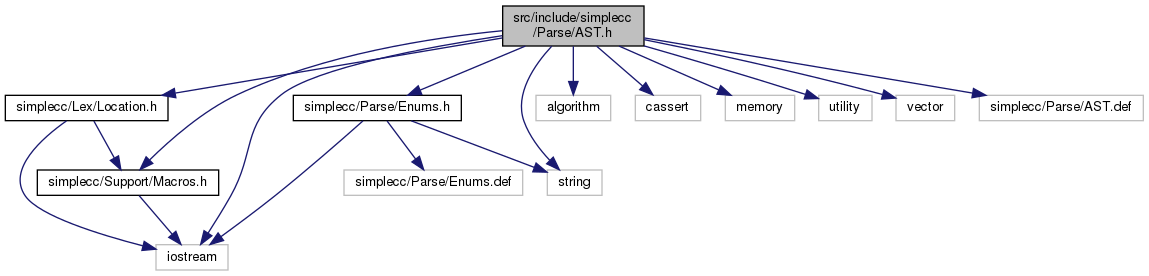 src/include/simplecc
/Parse/AST.h
simplecc/Lex/Location.h
simplecc/Parse/Enums.h
algorithm
cassert
memory
utility
vector
simplecc/Parse/AST.def
simplecc/Support/Macros.h
simplecc/Parse/Enums.def
string
iostream